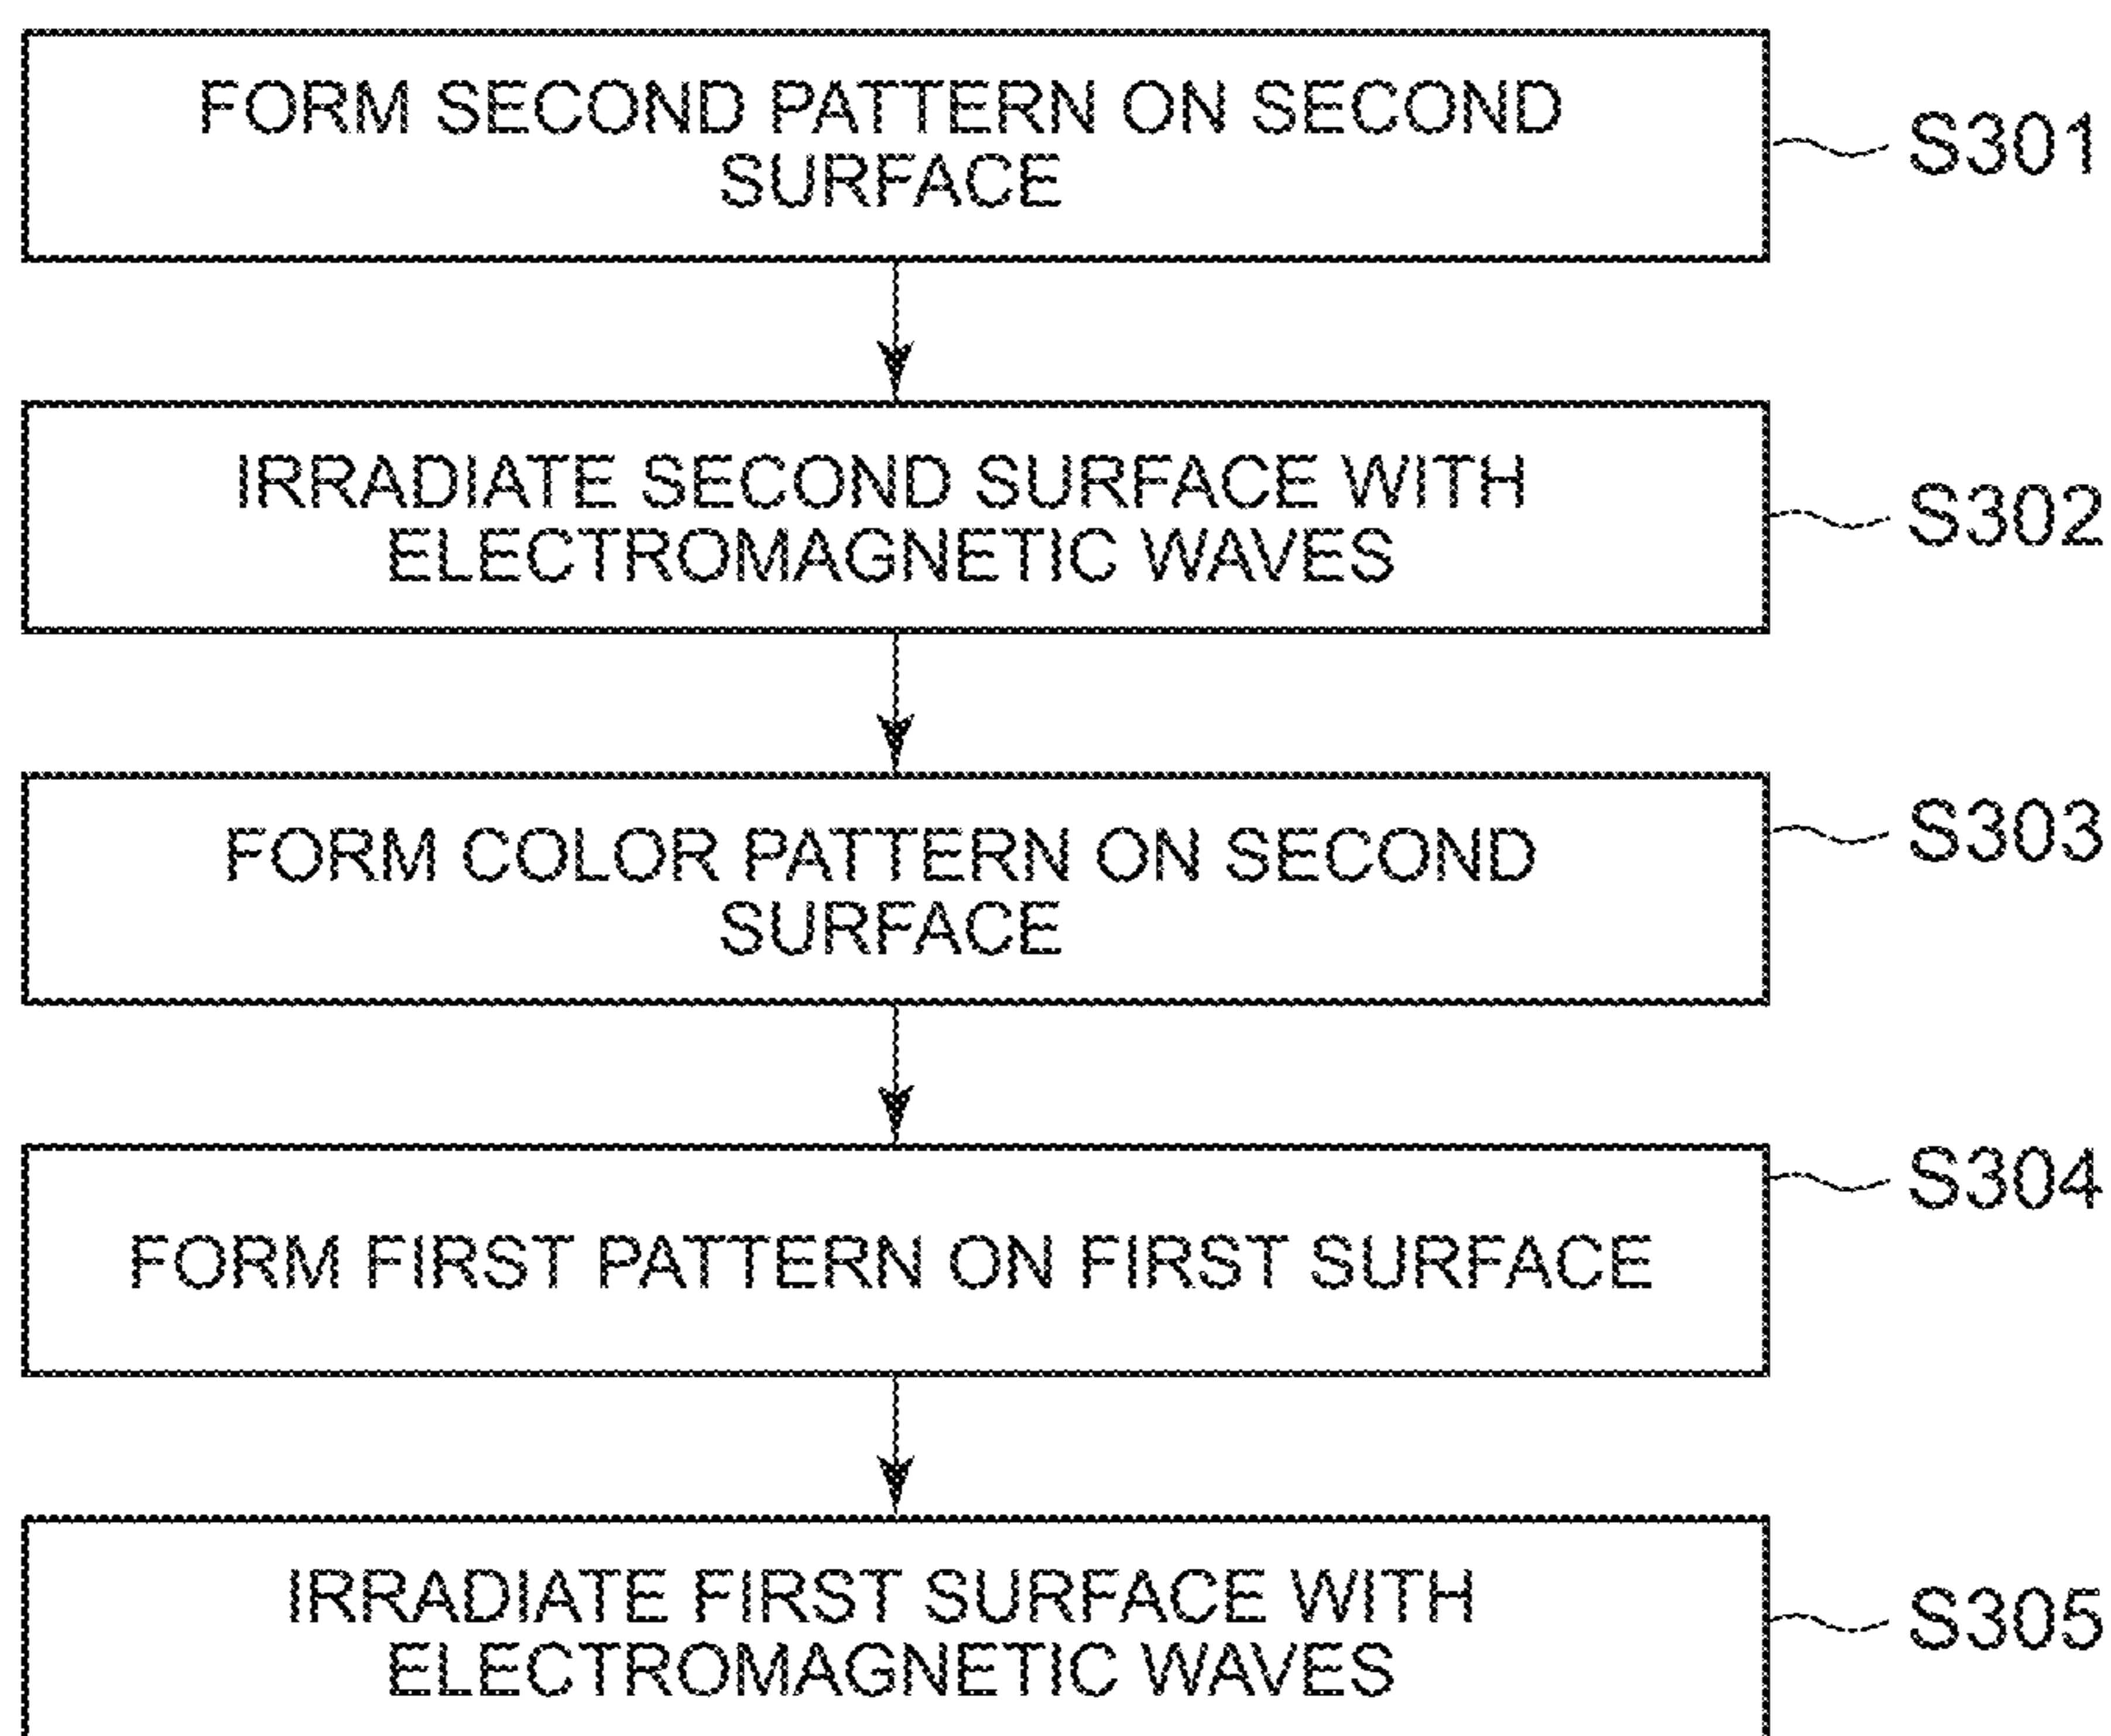 FORM SECOND PATTERN ON SECOND
SURFACE
S301
IRRADIATE SECOND SURFACE WITH
ELECTROMAGNETIC WAVES
S302
FORM COLOR PATTERN ON SECOND
SURFACE
S303
FORM FIRST PATTERN ON FIRST SURFACE
S304
IRRADIATE FIRST SURFACE WITH
ELECTROMAGNETIC WAVES
S305